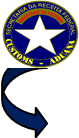 SECRETARIA DA RECEITA FEDERAL
CUSTOMS ADUANA